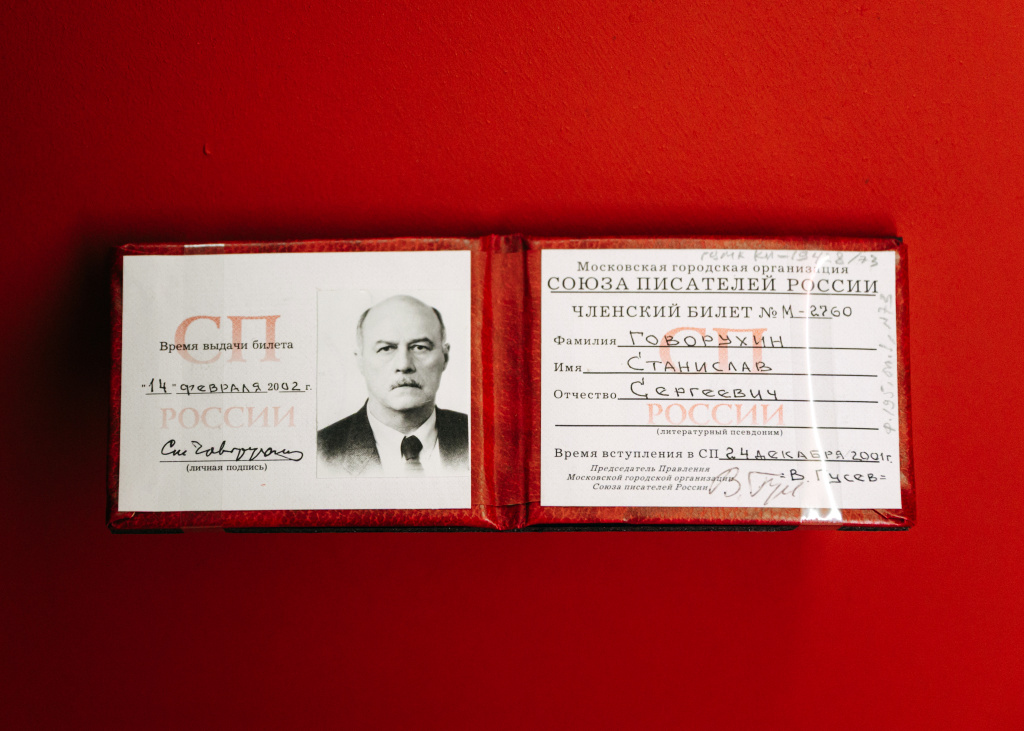 СП
Время выдачи билета
"14" февраля 2002 г.
РОССИИ
(личная подпись)
Московская городская организация
СОЮЗА ПИСАТЕЛЕЙ РОССИИ
ЧЛЕНСКИЙ БИЛЕТ № М-2760
СП
Фамилия ГОВОРУХИН
Имя СТАНИСЛАВ
Отчество СЕРГЕЕВИЧ
РОССИИ
(литературный псевдоним)
Время вступления в СП 24 ДЕКАБРЯ 2001г.
Председатель Правления
Московской городской организации =В. Гусев=
Союза писателей России